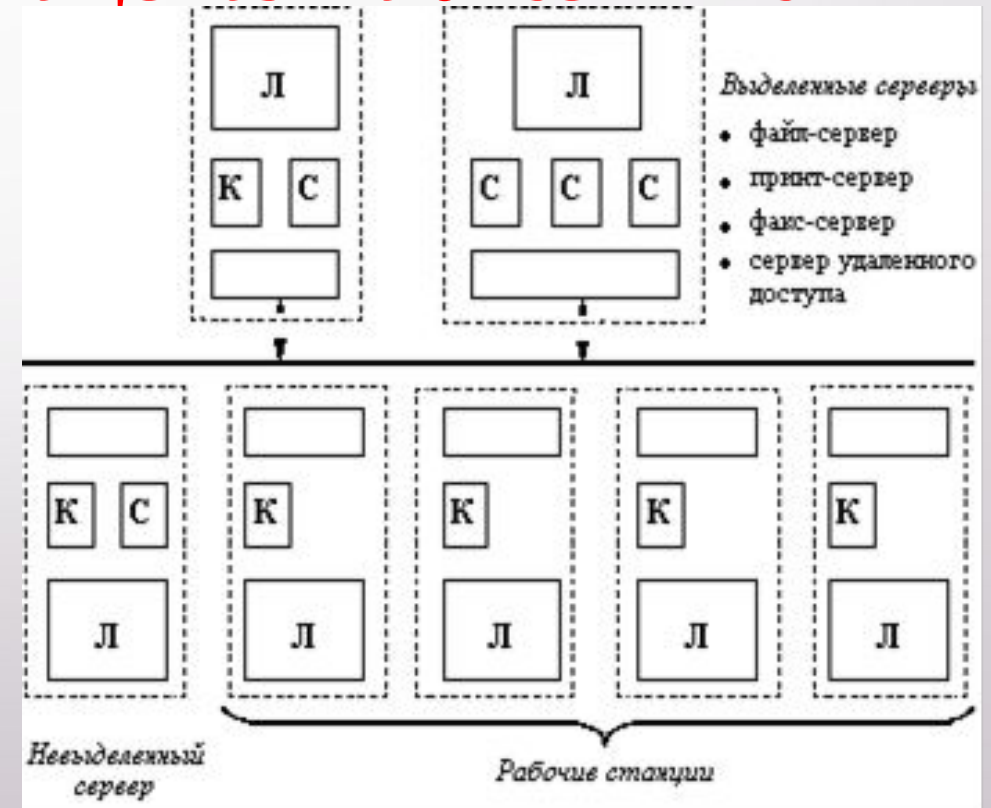 Л
Л
Выделенные серверы
• файл-сервер
• принт-сервер
• факс-сервер
• сервер удаленного
доступа
К С
С С С
К С
К
К
К
К
Л
Л
Л
Л
Л
Невыделенный
сервер
Рабочие станции